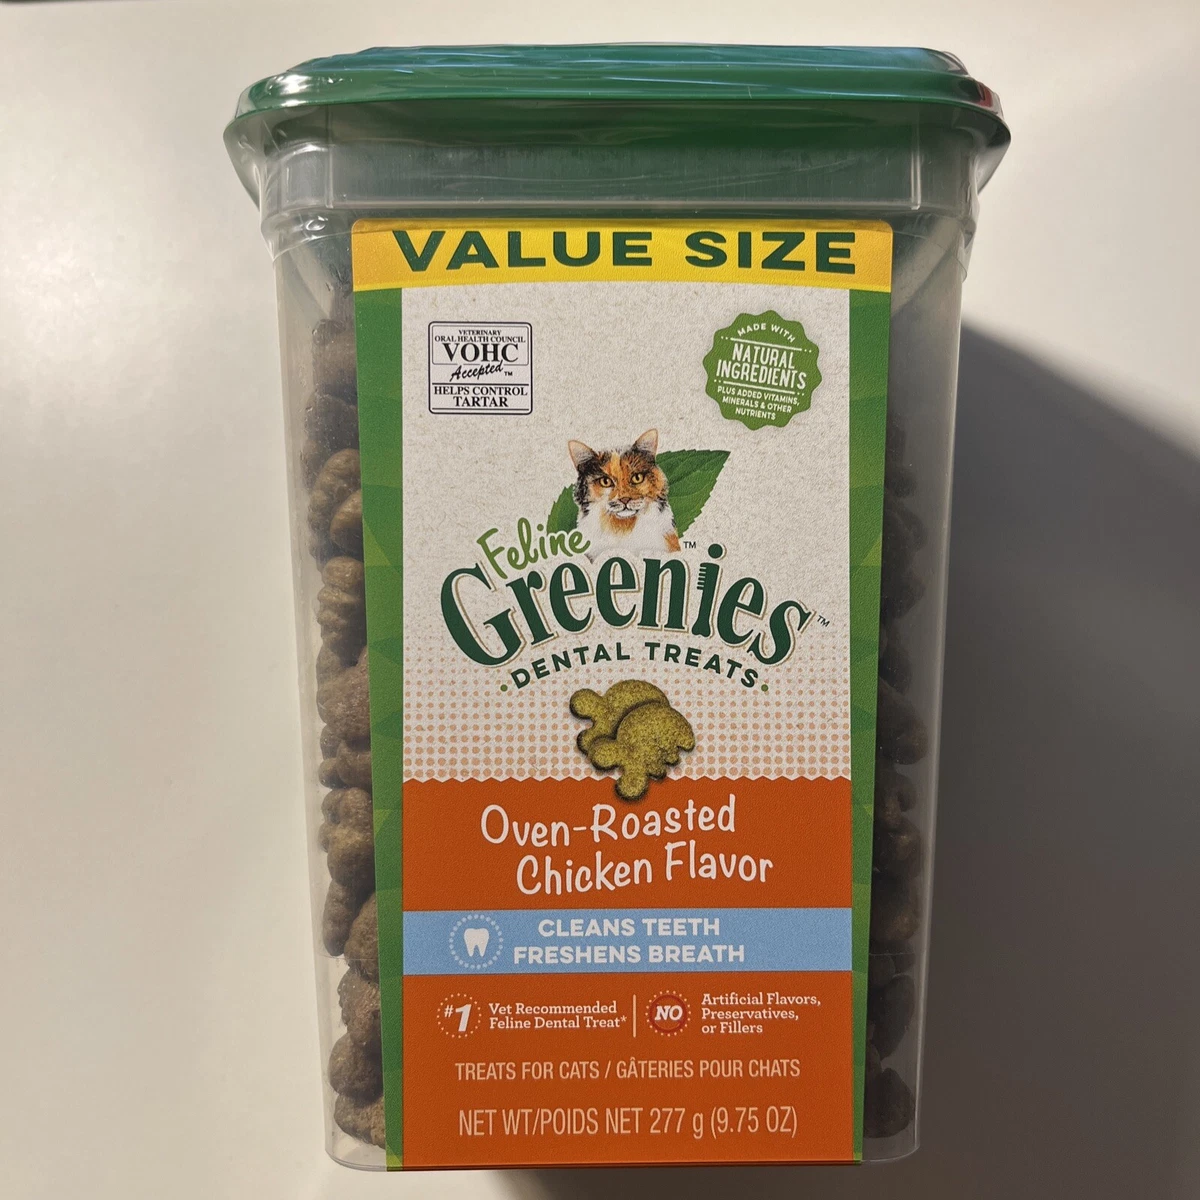 VALUE SIZE
VETERINARY
ORAL HEALTH COUNCIL
VOHC
Accepted™
HELPS CONTROL
TARTAR
MADE WITH
NATURAL
INGREDIENTS
PLUS ADDED VITAMINS,
MINERALS & OTHER
NUTRIENTS
Feline
Greenies™
DENTAL TREATS
Oven-Roasted
Chicken Flavor
CLEANS TEETH
FRESHENS BREATH
#1 Vet Recommended
Feline Dental Treat*
NO Artificial Flavors,
Preservatives,
or Fillers
TREATS FOR CATS / GÂTERIES POUR CHATS
NET WT/POIDS NET 277 g (9.75 OZ)